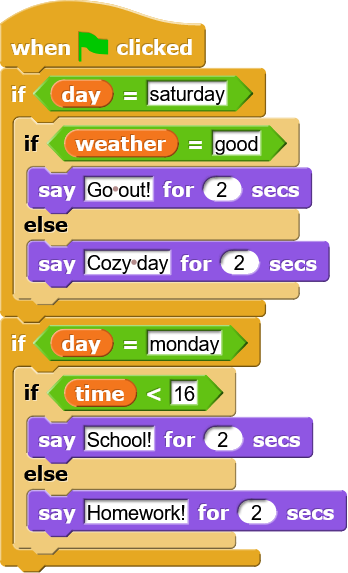 when clicked
if day = saturday
if weather = good
say Go out! for 2 secs
else
say Cozy day for 2 secs
if day = monday
if time < 16
say School! for 2 secs
else
say Homework! for 2 secs